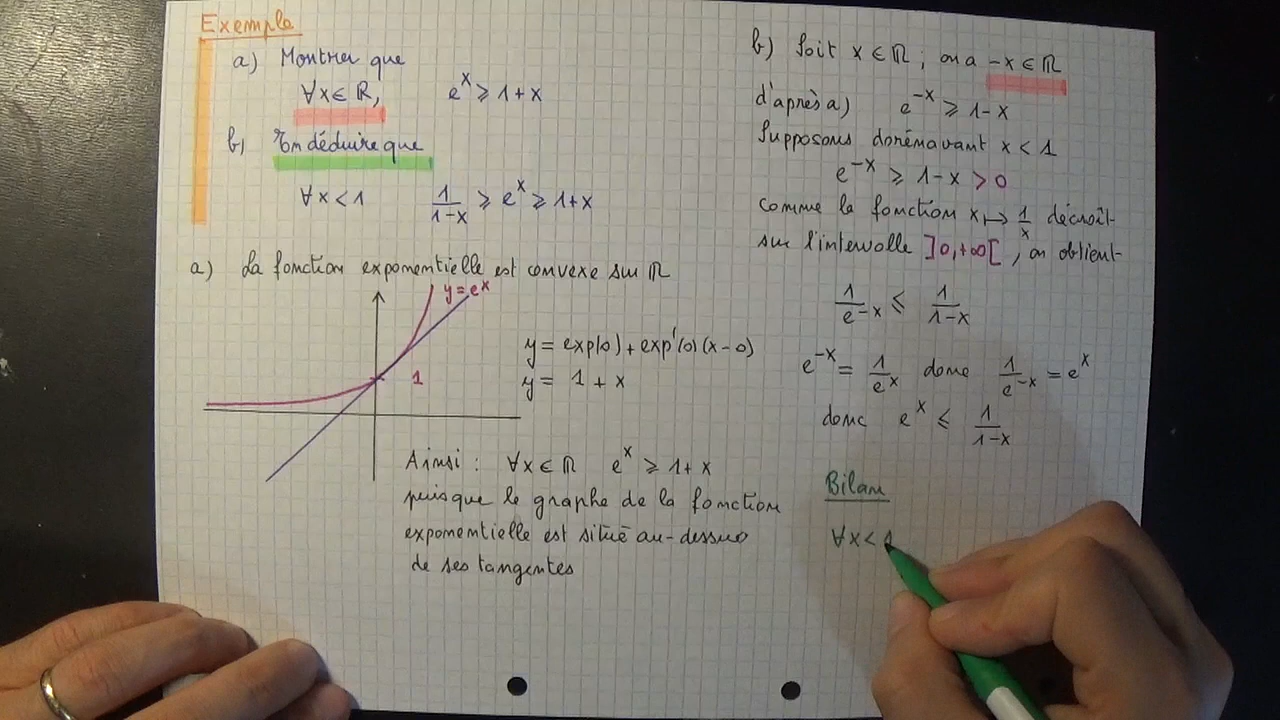 Exemple
a) Montrer que
∀x∈ℝ, eˣ ⩾ 1+x
b) En déduire que
∀x<1 1/(1-x) ⩾ eˣ ⩾ 1+x
a) La fonction exponentielle est convexe sur ℝ
y=eˣ
y = exp(0) + exp'(0)(x-0)
1
y = 1 + x
Ainsi : ∀x∈ℝ eˣ ⩾ 1+x
puisque le graphe de la fonction
exponentielle est situé au-dessus
de ses tangentes
b) Soit x∈ℝ ; on a -x∈ℝ
d'après a) e⁻ˣ ⩾ 1-x
Supposons dorénavant x<1
e⁻ˣ ⩾ 1-x > 0
Comme la fonction x↦1/x décroît
sur l'intervalle ]0,+∞[, on obtient
1/e⁻ˣ ⩽ 1/(1-x)
e⁻ˣ = 1/eˣ donc 1/e⁻ˣ = eˣ
donc eˣ ⩽ 1/(1-x)
Bilan
∀x<1